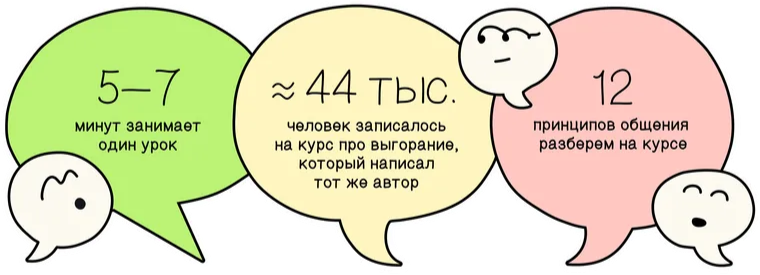 5–7
минут занимает
один урок
≈ 44 тыс.
человек записалось
на курс про выгорание,
который написал
тот же автор
12
принципов общения
разберем на курсе